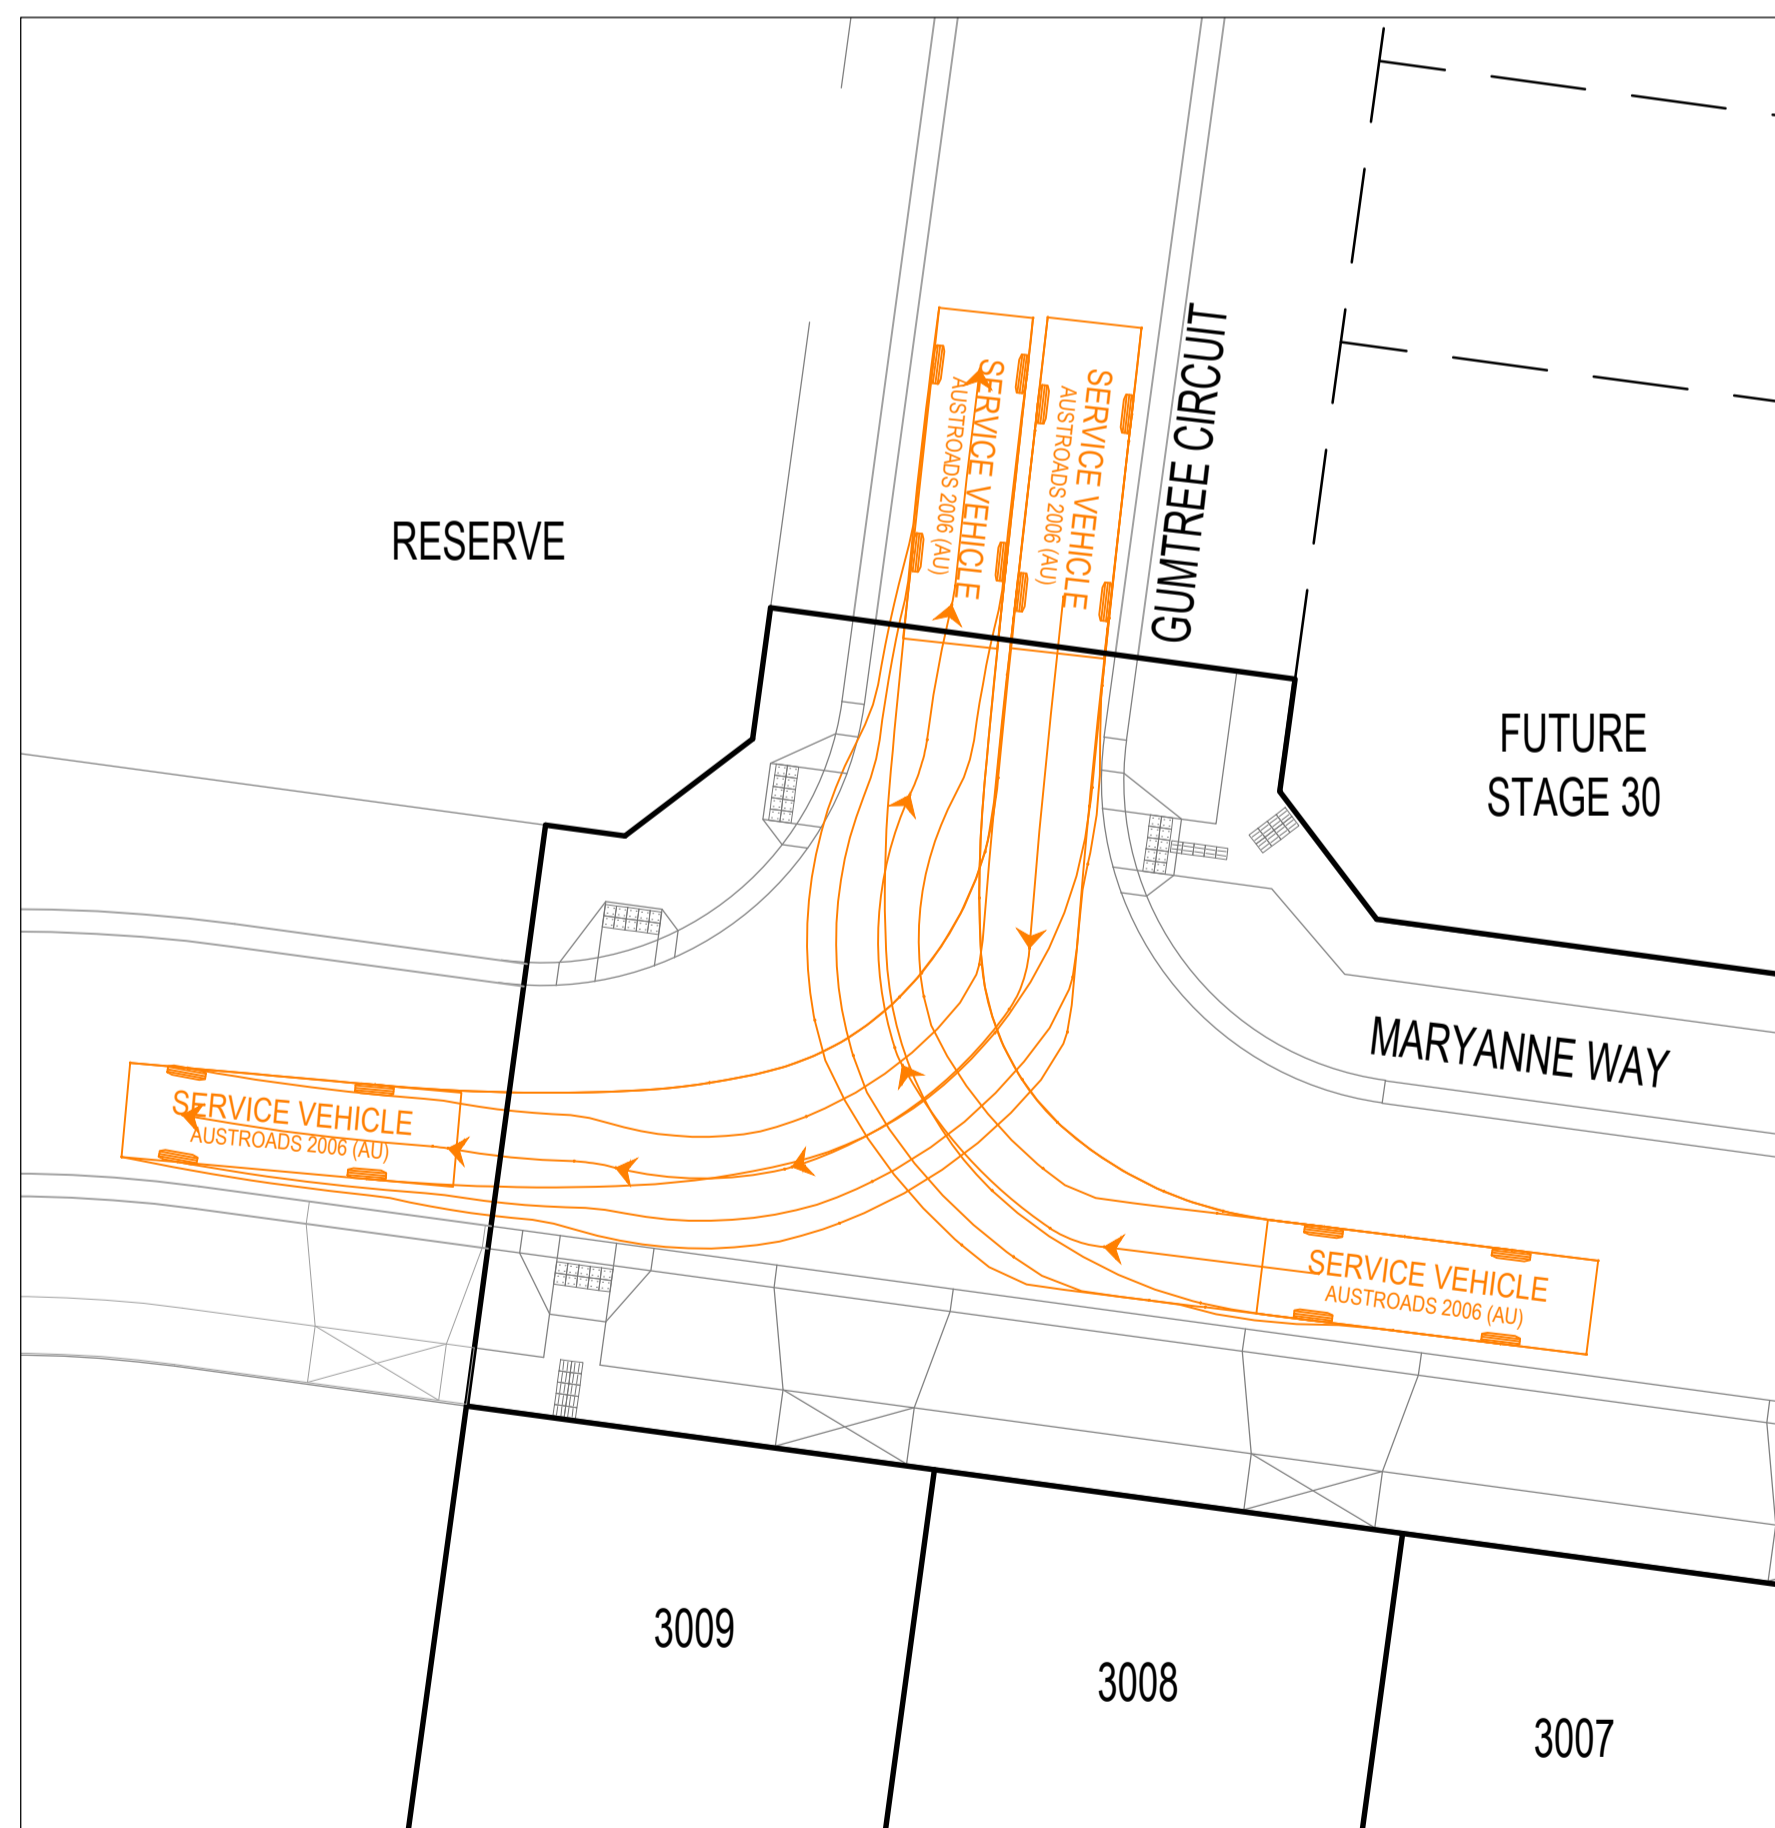 SERVICE VEHICLE
AUSTROADS 2006 (AU)
SERVICE VEHICLE
AUSTROADS 2006 (AU)
GUMTREE CIRCUIT
RESERVE
FUTURE
STAGE 30
MARYANNE WAY
SERVICE VEHICLE
AUSTROADS 2006 (AU)
SERVICE VEHICLE
AUSTROADS 2006 (AU)
3009
3008
3007